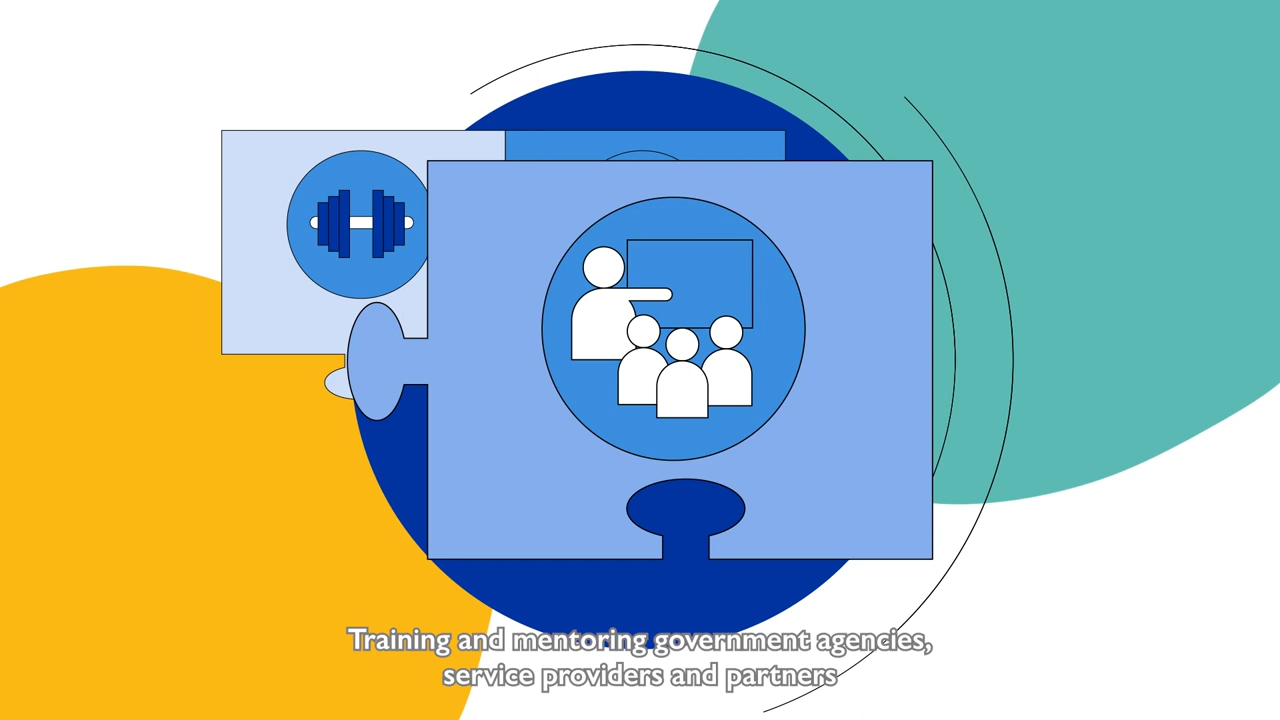 Training and mentoring government agencies,
service providers and partners